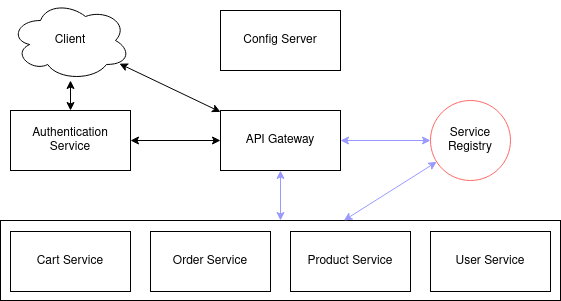 Client
Config Server
Authentication
Service
API Gateway
Service
Registry
Cart Service
Order Service
Product Service
User Service